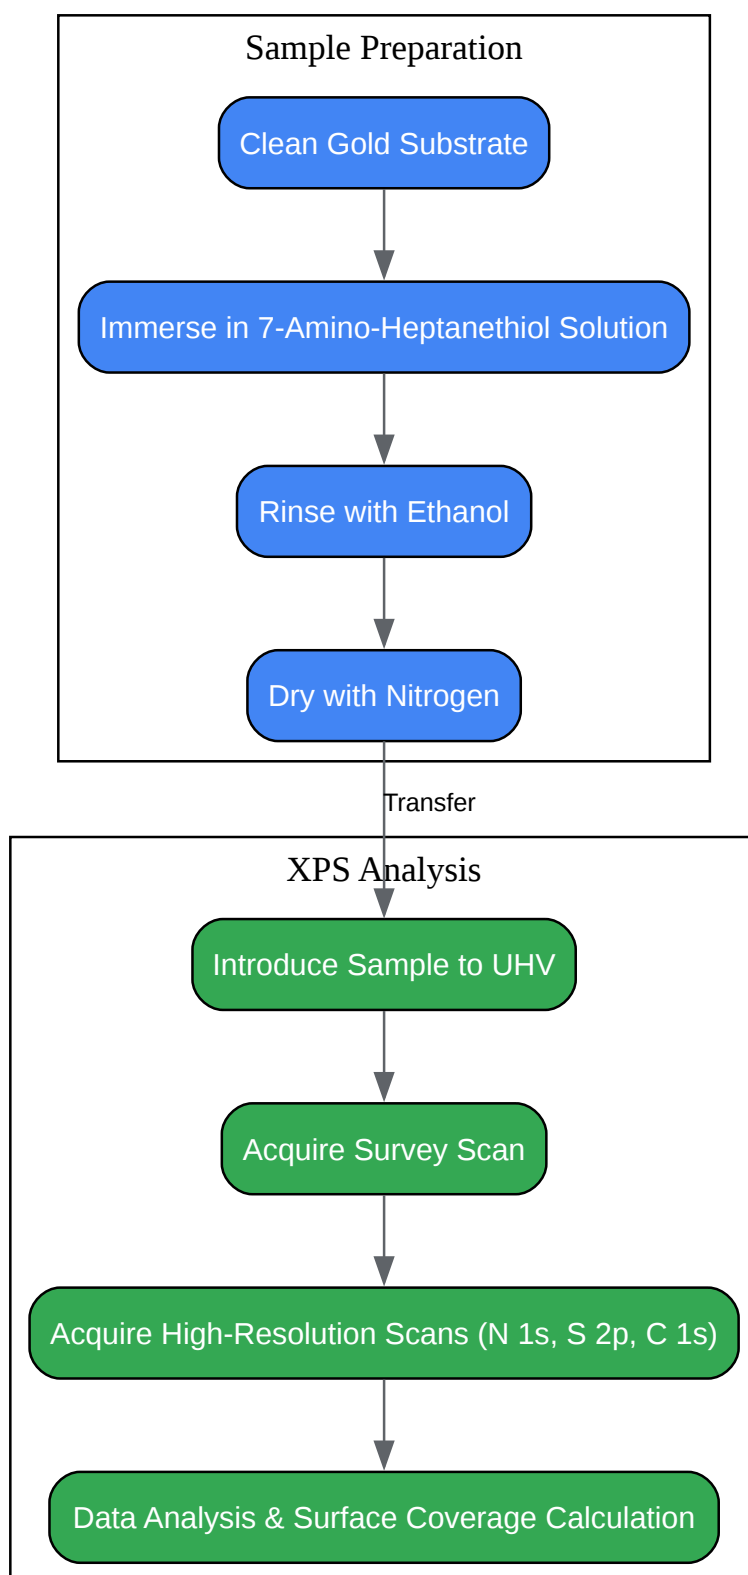 Sample Preparation
Clean Gold Substrate
Immerse in 7-Amino-Heptanethiol Solution
Rinse with Ethanol
Dry with Nitrogen
Transfer
XPS Analysis
Introduce Sample to UHV
Acquire Survey Scan
Acquire High-Resolution Scans (N 1s, S 2p, C 1s)
Data Analysis & Surface Coverage Calculation